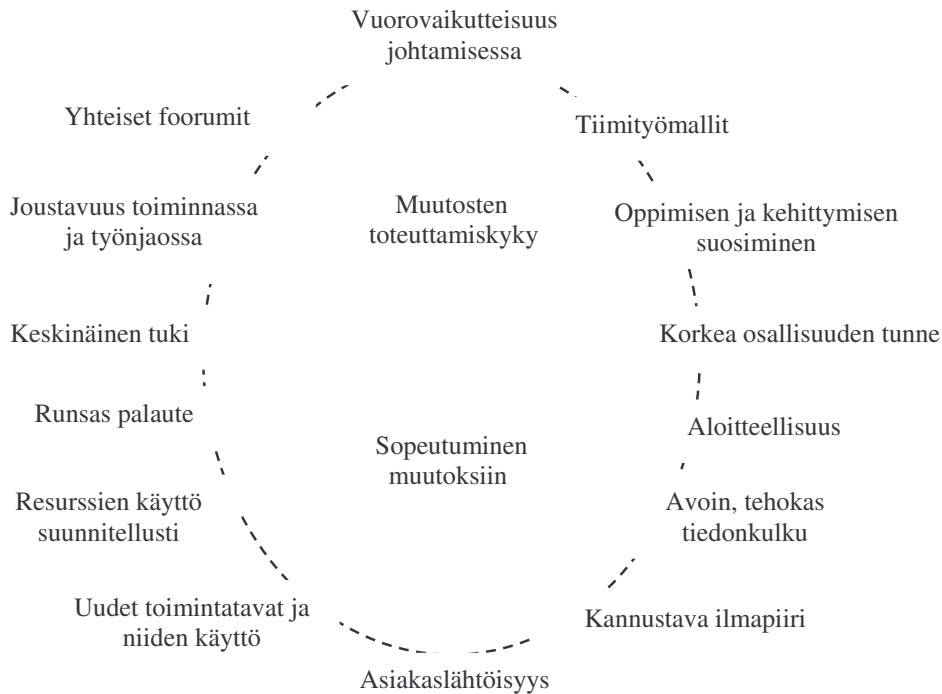 Vuorovaikutteisuus
johtamisessa
Yhteiset foorumit
Tiimityömallit
Joustavuus toiminnassa
ja työnjaossa
Muutosten
toteuttamiskyky
Oppimisen ja kehittymisen
suosiminen
Keskinäinen tuki
Korkea osallisuuden tunne
Runsas palaute
Aloitteellisuus
Sopeutuminen
muutoksiin
Resurssien käyttö
suunnitellusti
Avoin, tehokas
tiedonkulku
Uudet toimintatavat ja
niiden käyttö
Kannustava ilmapiiri
Asiakaslähtöisyys